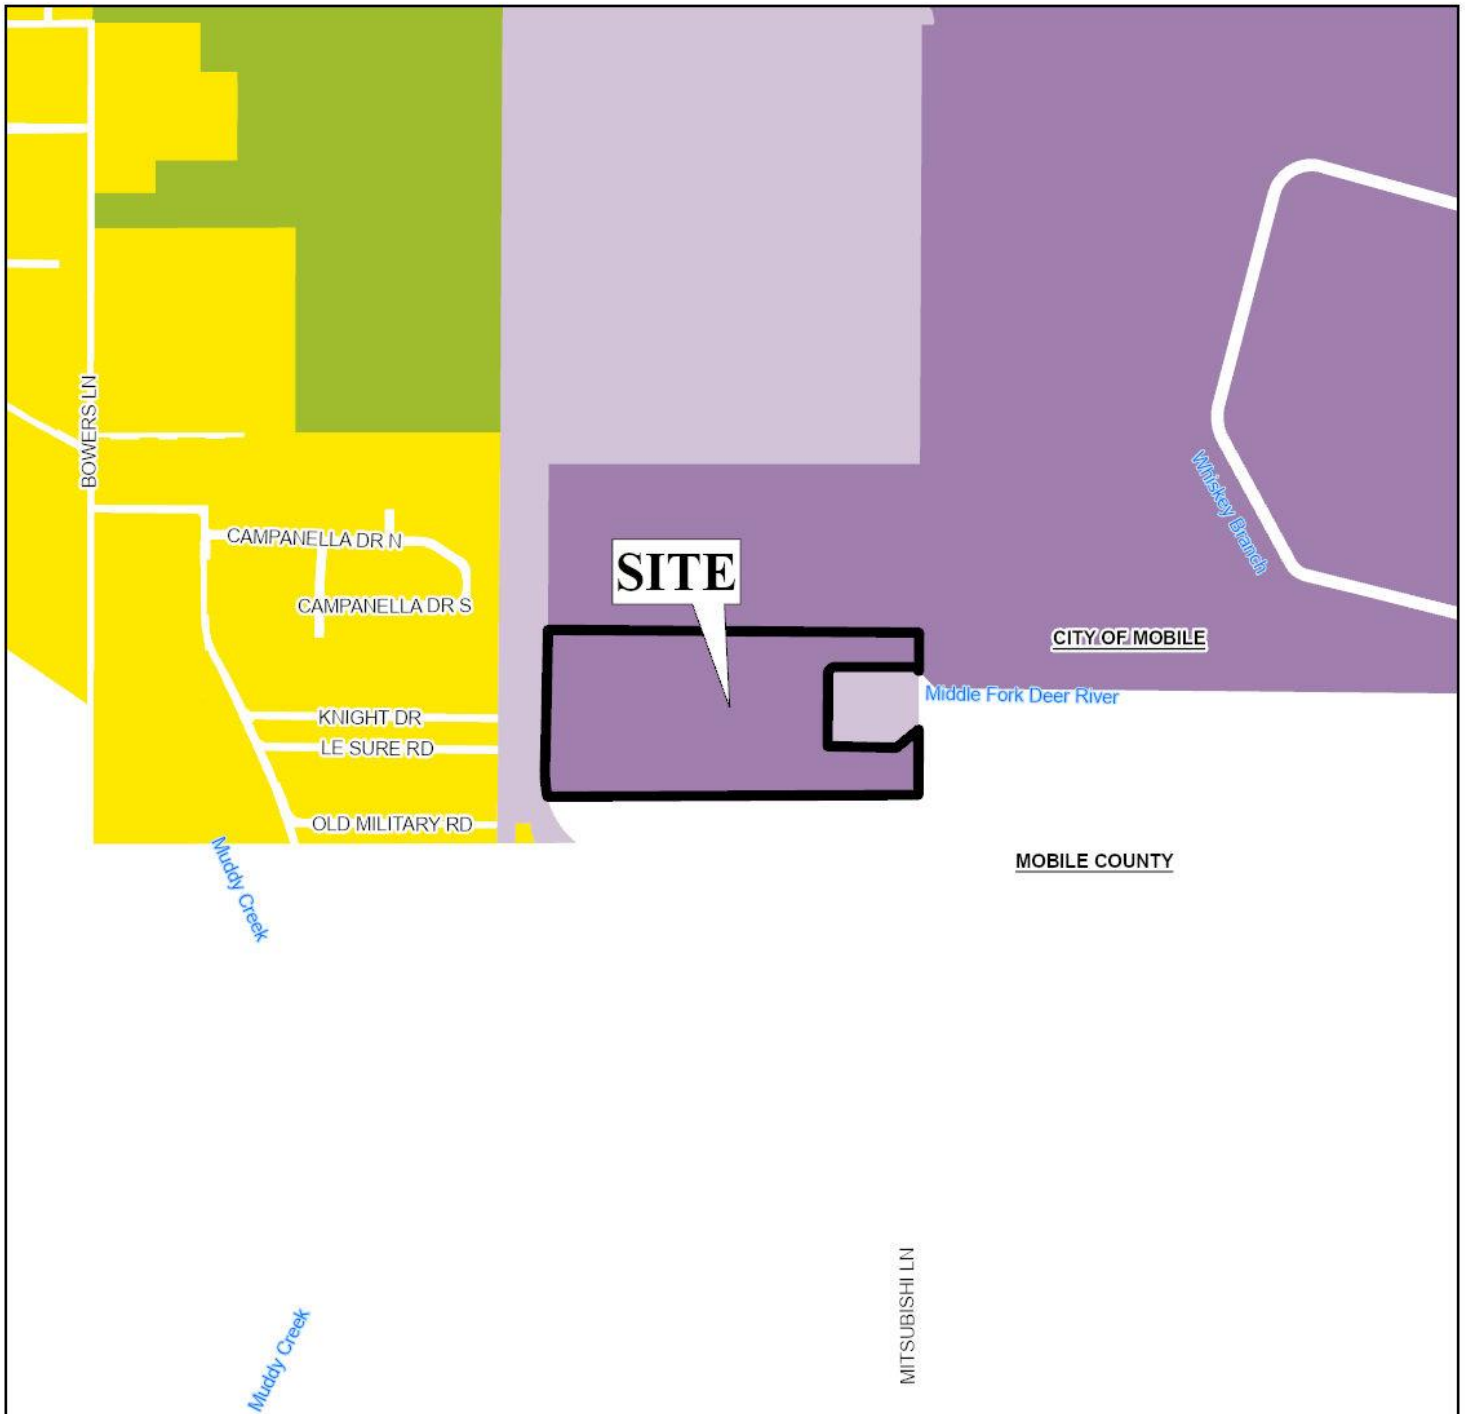 BOWERS LN
CAMPANELLA DR N
CAMPANELLA DR S
SITE
Whiskey Branch
CITY OF MOBILE
Middle Fork Deer River
KNIGHT DR
LE SURE RD
OLD MILITARY RD
Muddy Creek
MOBILE COUNTY
MITSUBISHI LN
Muddy Creek